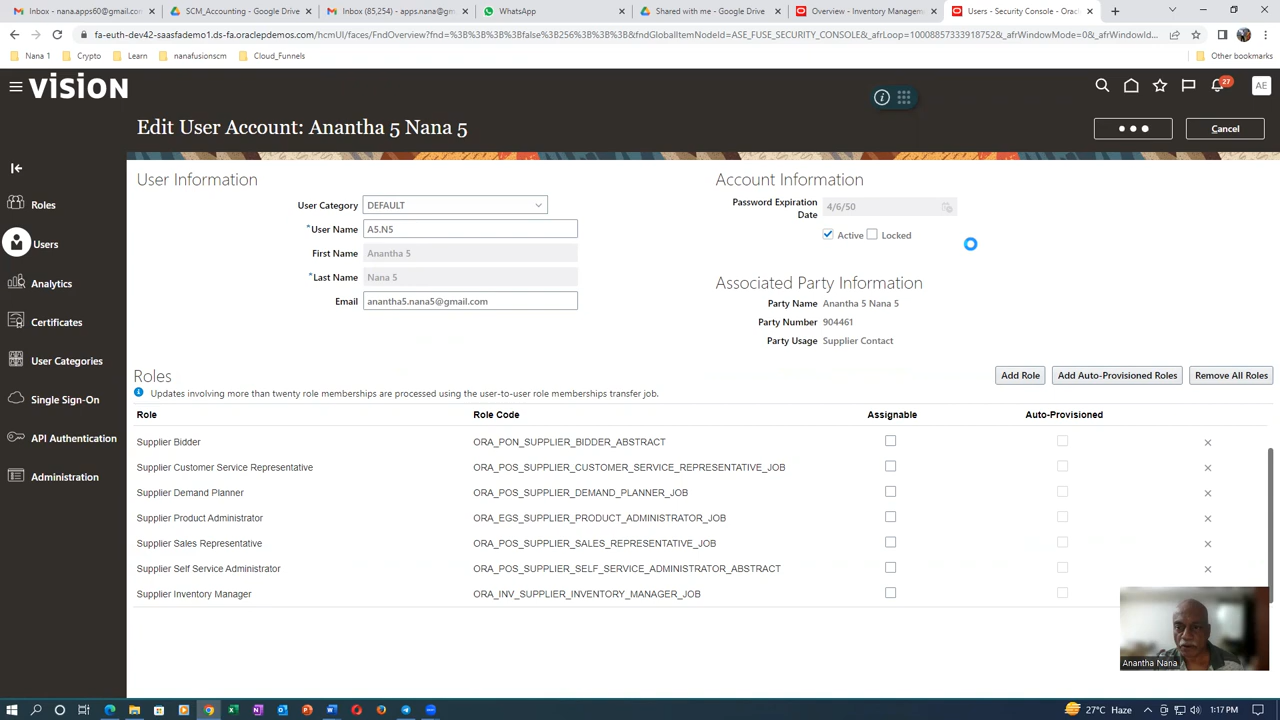 Inbox - nana.apps60@gmail.com
SCM_Accounting - Google Drive
Inbox (85,254) - apps.nana@gm
WhatsApp
Shared with me - Google Drive
Overview - Inventory Managem
Users - Security Console - Oracl
fa-euth-dev42-saasfademo1.ds-fa.oraclepdemos.com/hcmUI/faces/FndOverview?fnd=%3B%3B%3B%3Bfalse%3B256%3B%3B%3B&fndGlobalItemNodeId=ASE_FUSE_SECURITY_CONSOLE&_afrLoop=10008857333918752&_afrWindowMode=0&_afrWindowId...
Nana 1
Crypto
Learn
nanafusionscm
Cloud_Funnels
Other bookmarks
VISION
27
AE
Edit User Account: Anantha 5 Nana 5
Cancel
Roles
Users
Analytics
Certificates
User Categories
Single Sign-On
API Authentication
Administration
User Information
User Category DEFAULT
*User Name A5.N5
First Name Anantha 5
*Last Name Nana 5
Email anantha5.nana5@gmail.com
Account Information
Password Expiration Date 4/6/50
Active Locked
Associated Party Information
Party Name Anantha 5 Nana 5
Party Number 904461
Party Usage Supplier Contact
Roles
Add Role Add Auto-Provisioned Roles Remove All Roles
Updates involving more than twenty role memberships are processed using the user-to-user role memberships transfer job.
Role Role Code Assignable Auto-Provisioned
Supplier Bidder ORA_PON_SUPPLIER_BIDDER_ABSTRACT
Supplier Customer Service Representative ORA_POS_SUPPLIER_CUSTOMER_SERVICE_REPRESENTATIVE_JOB
Supplier Demand Planner ORA_POS_SUPPLIER_DEMAND_PLANNER_JOB
Supplier Product Administrator ORA_EGS_SUPPLIER_PRODUCT_ADMINISTRATOR_JOB
Supplier Sales Representative ORA_POS_SUPPLIER_SALES_REPRESENTATIVE_JOB
Supplier Self Service Administrator ORA_POS_SUPPLIER_SELF_SERVICE_ADMINISTRATOR_ABSTRACT
Supplier Inventory Manager ORA_INV_SUPPLIER_INVENTORY_MANAGER_JOB
Anantha Nana
27°C Haze
1:17 PM